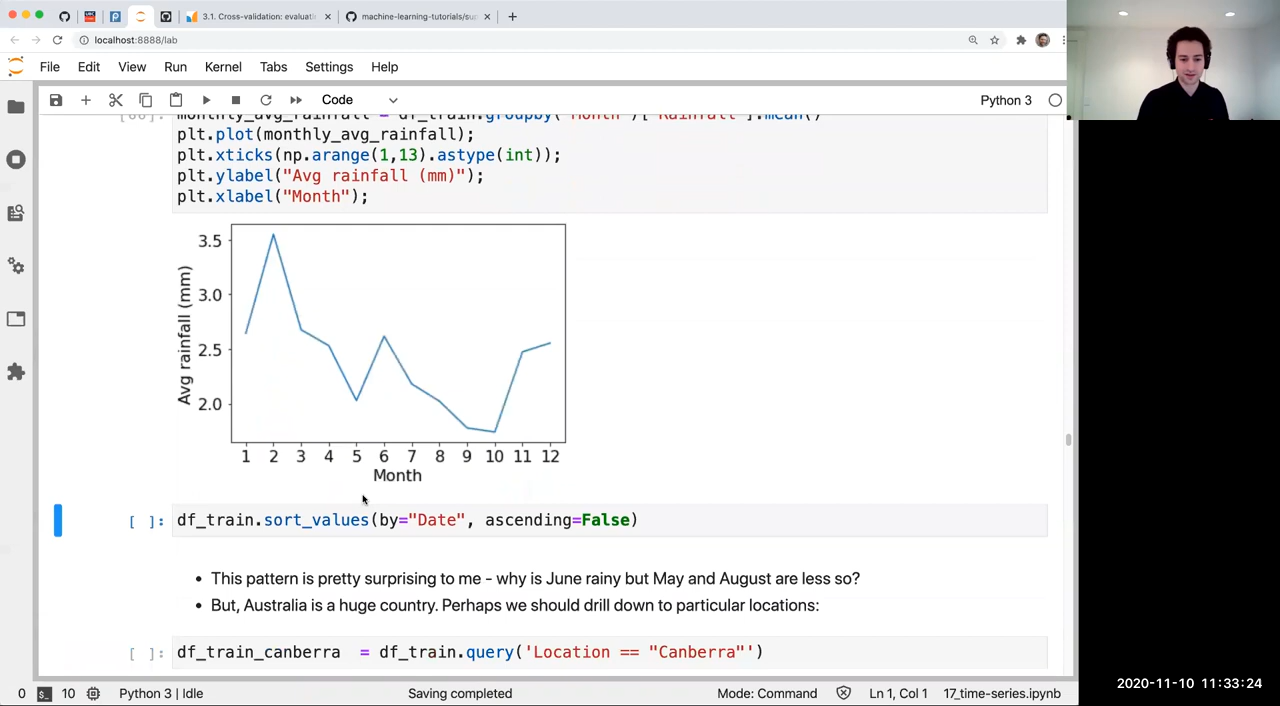 3.1. Cross-validation: evaluati
machine-learning-tutorials/su
localhost:8888/lab
File Edit View Run Kernel Tabs Settings Help
Code
Python 3
monthly_avg_rainfall = df_train.groupby("Month")["Rainfall"].mean()
plt.plot(monthly_avg_rainfall);
plt.xticks(np.arange(1,13).astype(int));
plt.ylabel("Avg rainfall (mm)");
plt.xlabel("Month");
3.5
3.0
2.5
2.0
Avg rainfall (mm)
1 2 3 4 5 6 7 8 9 10 11 12
Month
[ ]: df_train.sort_values(by="Date", ascending=False)
• This pattern is pretty surprising to me - why is June rainy but May and August are less so?
• But, Australia is a huge country. Perhaps we should drill down to particular locations:
[ ]: df_train_canberra = df_train.query('Location == "Canberra"')
0 10 Python 3 | Idle Saving completed Mode: Command Ln 1, Col 1 17_time-series.ipynb
2020-11-10 11:33:24